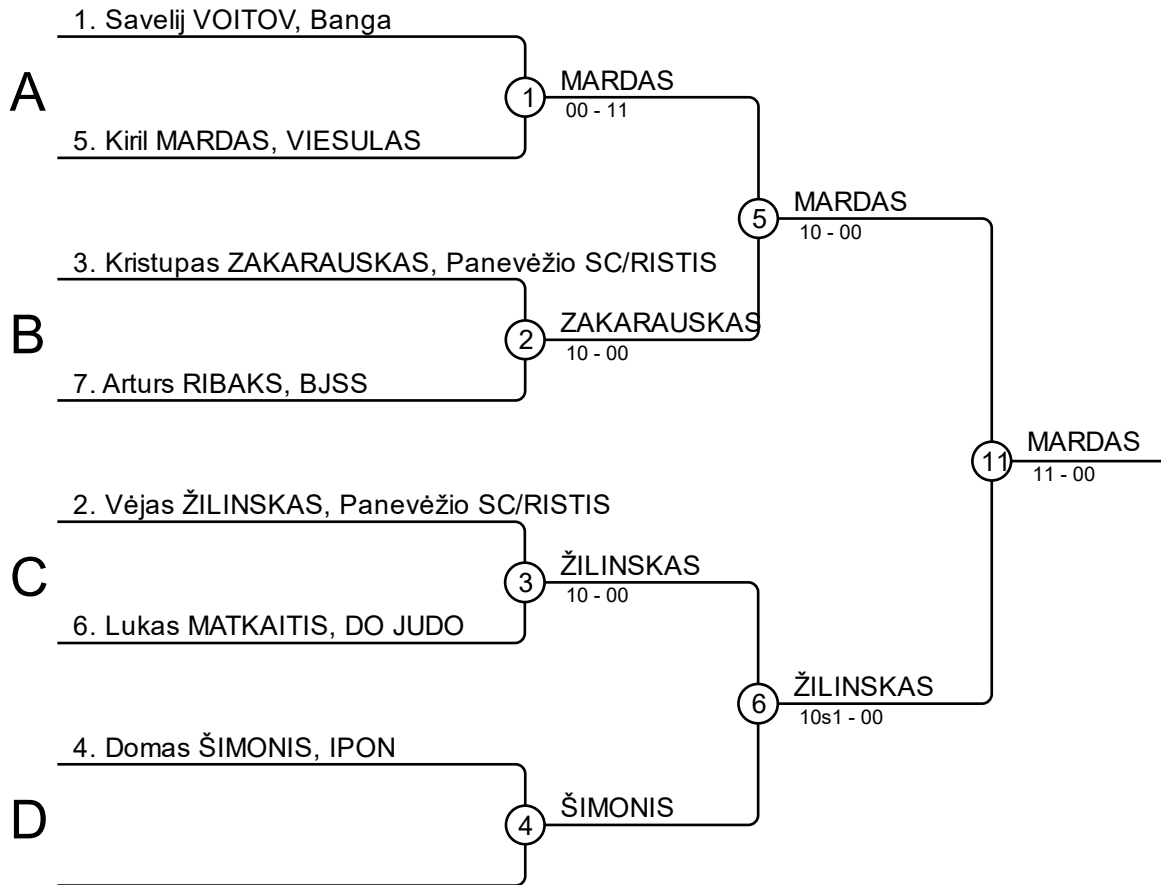 1. Savelij VOITOV, Banga
A
1
MARDAS
00 - 11
5. Kiril MARDAS, VIESULAS
5
MARDAS
10 - 00
3. Kristupas ZAKARAUSKAS, Panevėžio SC/RISTIS
B
2
ZAKARAUSKAS
10 - 00
7. Arturs RIBAKS, BJSS
11
MARDAS
11 - 00
2. Vėjas ŽILINSKAS, Panevėžio SC/RISTIS
C
3
ŽILINSKAS
10 - 00
6. Lukas MATKAITIS, DO JUDO
6
ŽILINSKAS
10s1 - 00
4. Domas ŠIMONIS, IPON
D
4
ŠIMONIS